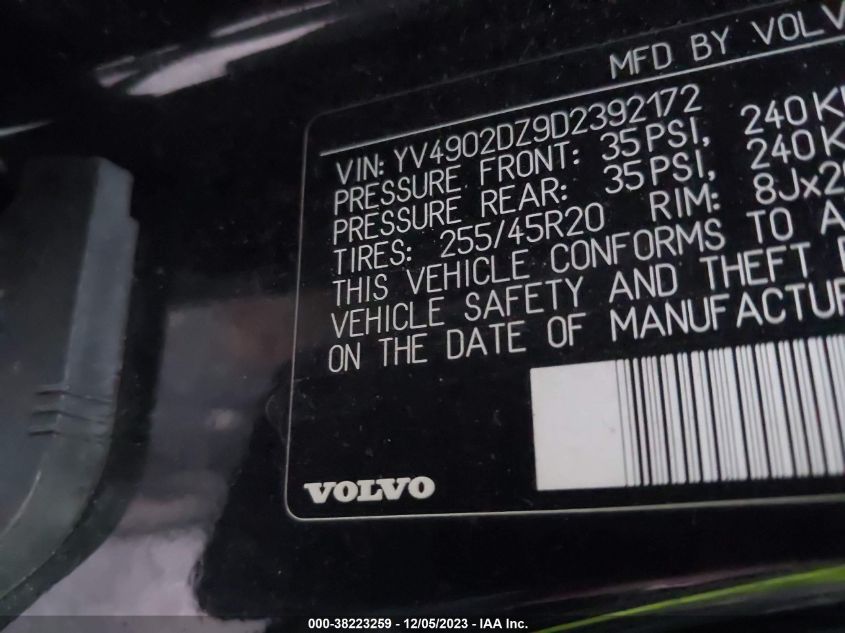 MFD BY VOLV
VIN: YV4902DZ9D2392172
PRESSURE FRONT: 35PSI, 240K
PRESSURE REAR: 35PSI, 240K
TIRES: 255/45R20 RIM: 8Jx2
THIS VEHICLE CONFORMS TO A
VEHICLE SAFETY AND THEFT
ON THE DATE OF MANUFACTUR
VOLVO
000-38223259 - 12/05/2023 - IAA Inc.